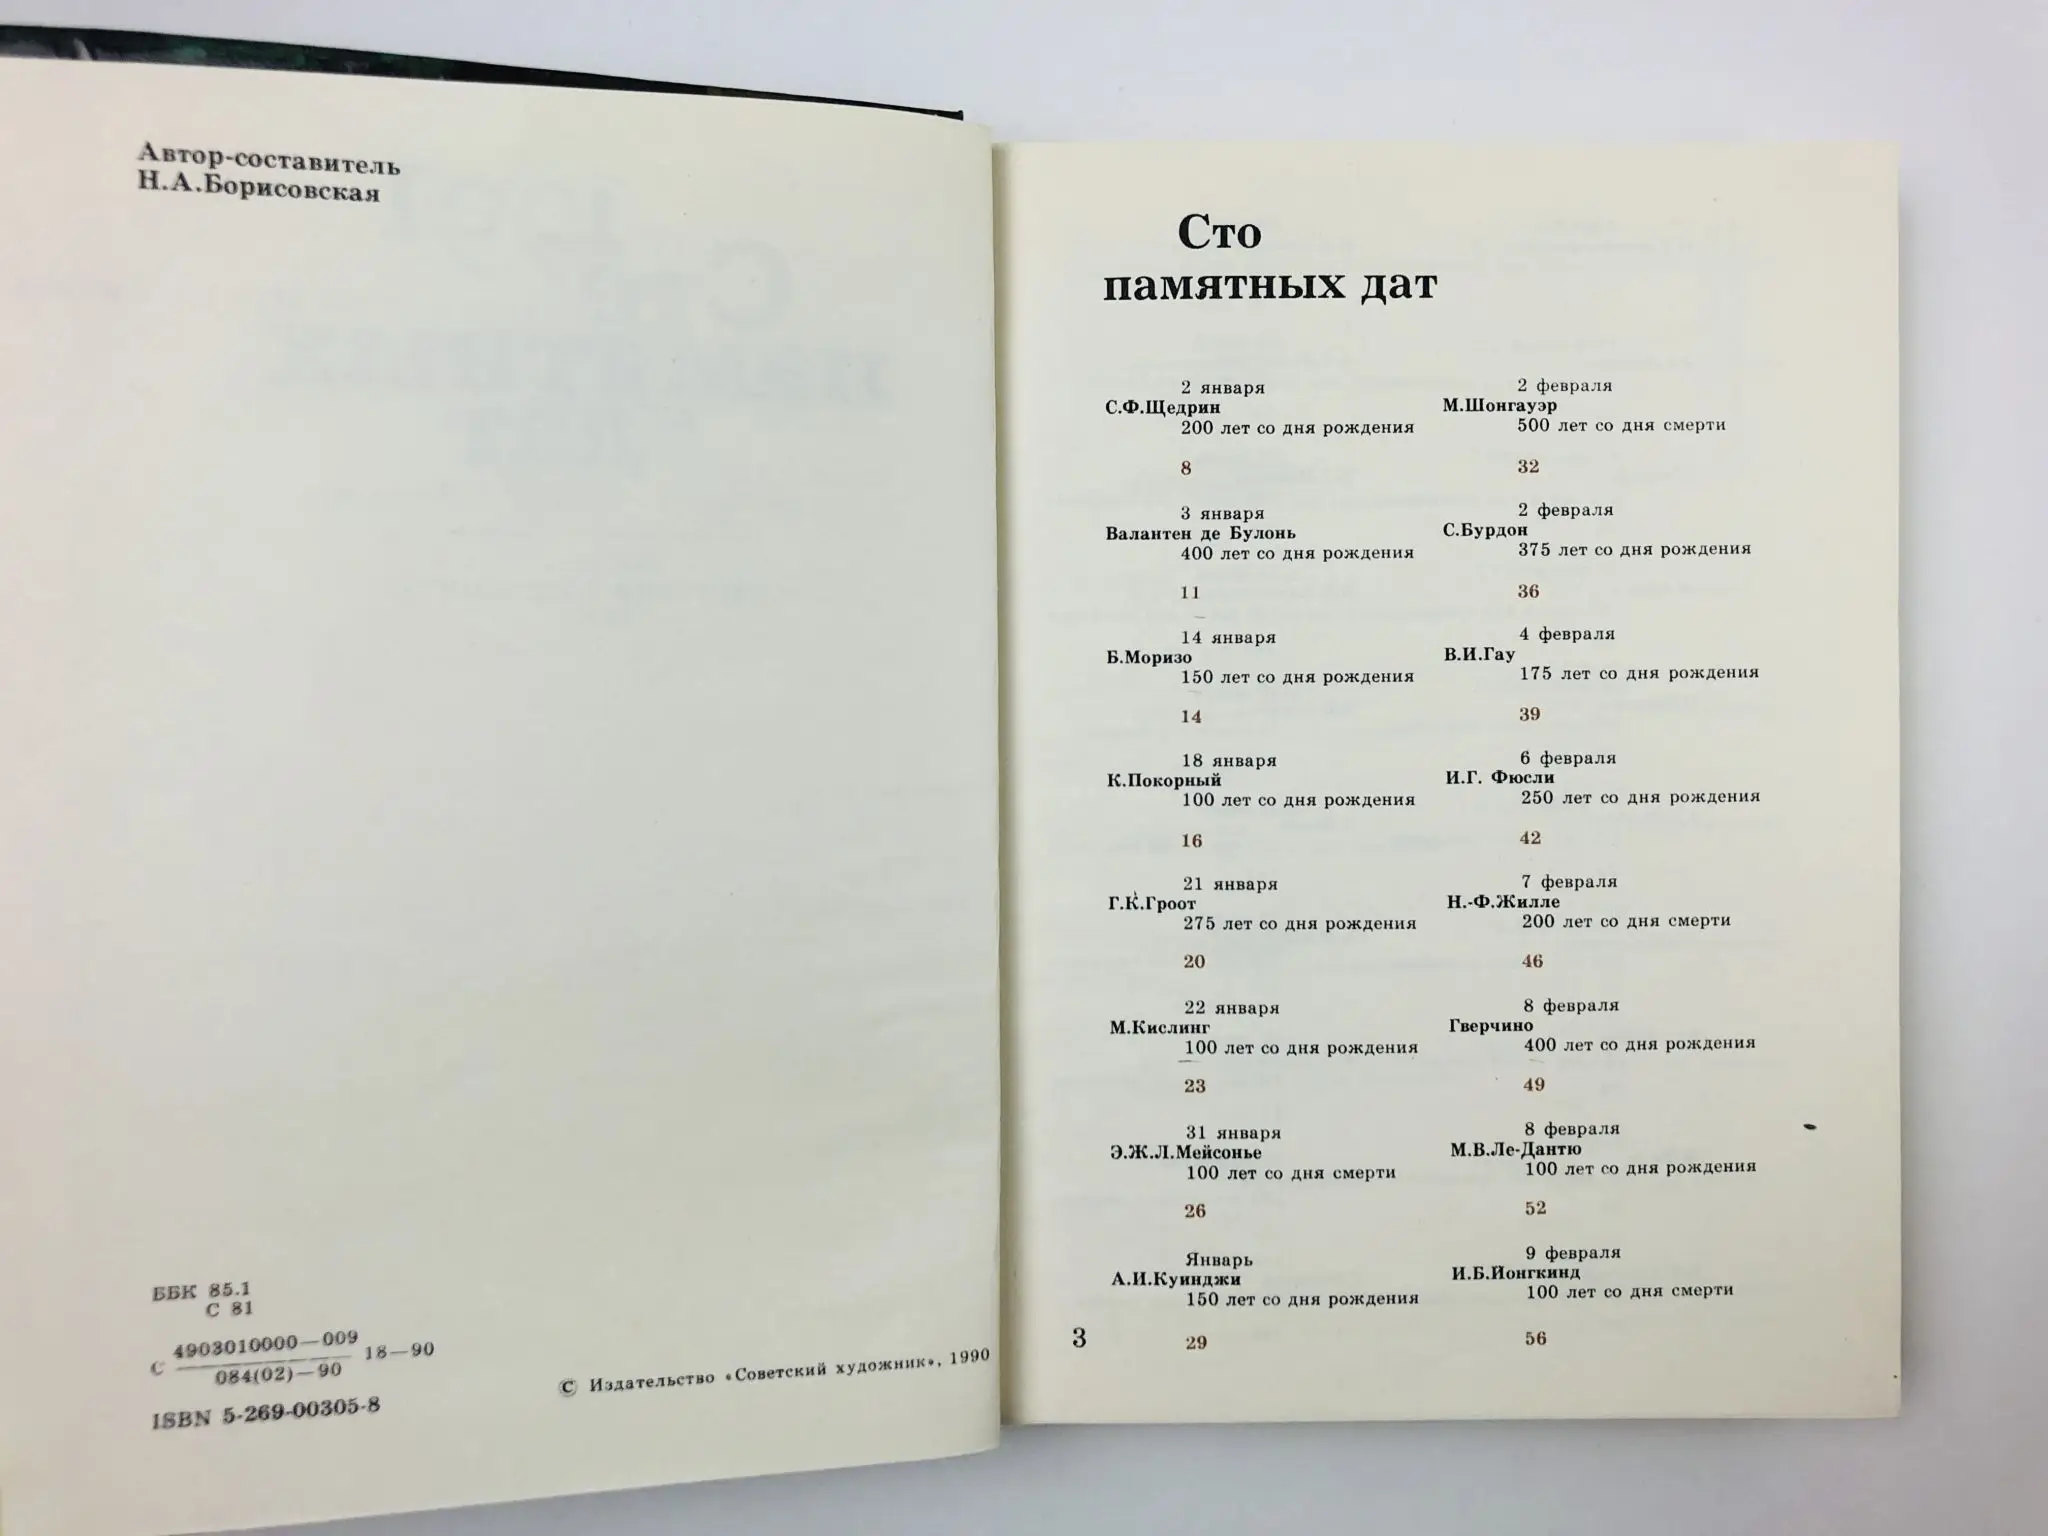 Автор-составитель
Н.А.Борисовская
ББК 85.1
С 81
С 4903010000—009 18—90
084(02)—90
ISBN 5-269-00305-8
© Издательство «Советский художник», 1990
Сто
памятных дат
2 января
С.Ф.Щедрин
200 лет со дня рождения
8
3 января
Валантен де Булонь
400 лет со дня рождения
11
14 января
Б.Моризо
150 лет со дня рождения
14
18 января
К.Покорный
100 лет со дня рождения
16
21 января
Г.К.Гроот
275 лет со дня рождения
20
22 января
М.Кислинг
100 лет со дня рождения
23
31 января
Э.Ж.Л.Мейсонье
100 лет со дня смерти
26
Январь
А.И.Куинджи
150 лет со дня рождения
29
2 февраля
М.Шонгауэр
500 лет со дня смерти
32
2 февраля
С.Бурдон
375 лет со дня рождения
36
4 февраля
В.И.Гау
175 лет со дня рождения
39
6 февраля
И.Г. Фюсли
250 лет со дня рождения
42
7 февраля
Н.-Ф.Жилле
200 лет со дня смерти
46
8 февраля
Гверчино
400 лет со дня рождения
49
8 февраля
М.В.Ле-Дантю
100 лет со дня рождения
52
9 февраля
И.Б.Йонгкинд
100 лет со дня смерти
56
3